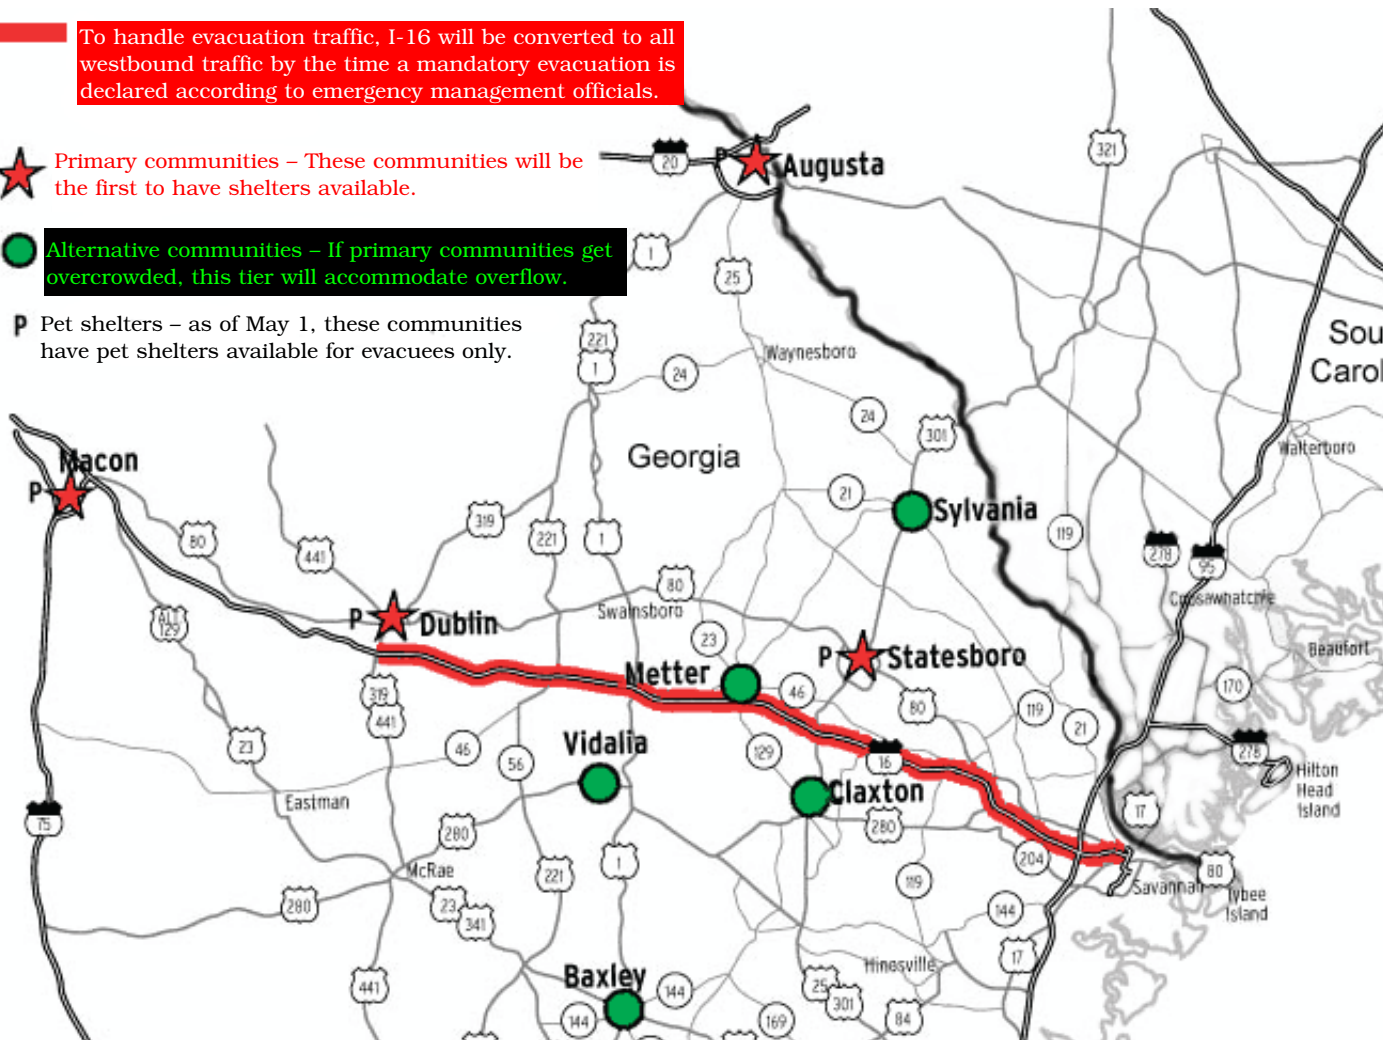 To handle evacuation traffic, I-16 will be converted to all
westbound traffic by the time a mandatory evacuation is
declared according to emergency management officials.
Primary communities – These communities will be
the first to have shelters available.
Alternative communities – If primary communities get
overcrowded, this tier will accommodate overflow.
P Pet shelters – as of May 1, these communities
have pet shelters available for evacuees only.
20
P
Augusta
321
1
25
221
1
Waynesboro
24
24
301
Sou
Carol
Georgia
Walterboro
Macon
P
21
Sylvania
319
80
441
221
1
119
278
95
80
Swainsboro
Coosawhatchie
P
Dublin
ALT
129
23
P
Statesboro
Beaufort
Metter
46
170
319
441
80
119
21
23
46
56
Vidalia
129
16
278
Hilton
Head
Island
Eastman
Claxton
17
75
280
280
1
204
McRae
221
119
80
Savannah
Tybee
Island
280
23
341
144
17
Hinesville
441
Baxley
144
144
25
301
84
169